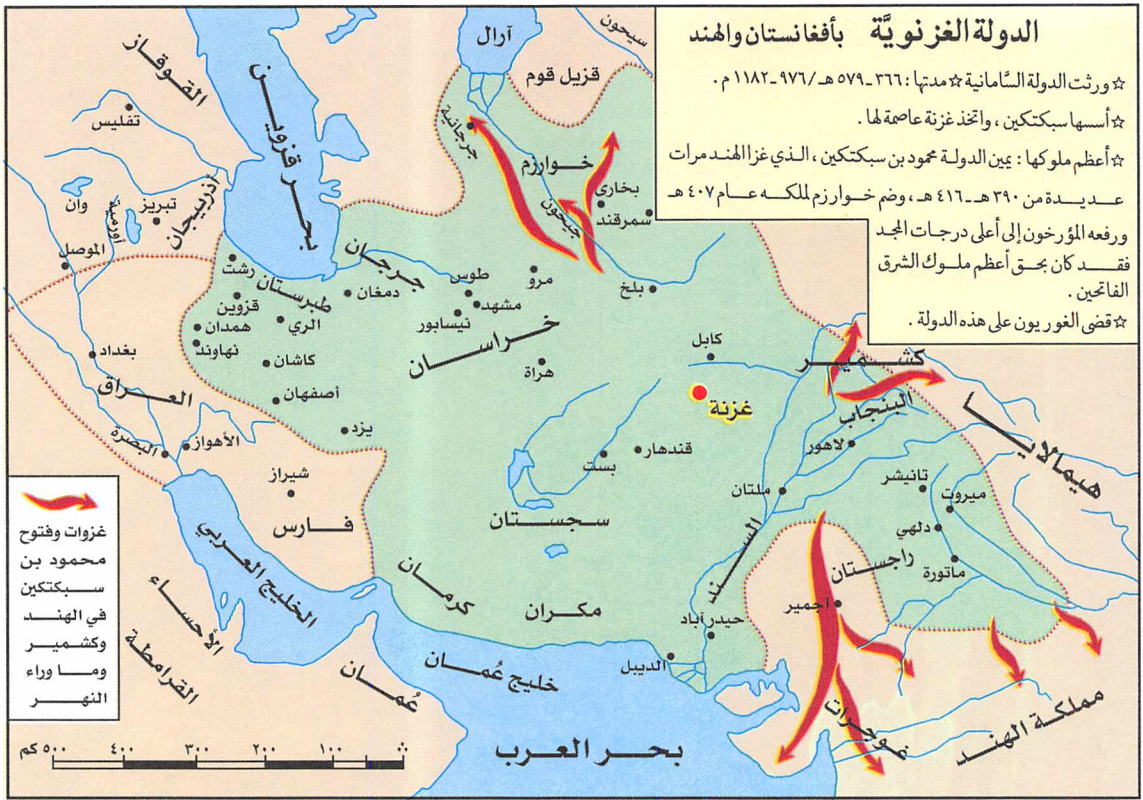 الدولة الغزنويَّة بأفغانستان والهند
☆ ورثت الدولة السَّامانية ☆ مدتها : ٣٦٦ـ٥٧٩ هـ/٩٧٦ـ١١٨٢ م .
☆ أسسها سبكتكين ، واتخذ غزنة عاصمة لها .
☆ أعظم ملوكها : يمين الدولة محمود بن سبكتكين ، الذي غزا الهند مرات
عديدة من ٣٩٠ هـ ـ ٤١٦ هـ ، وضم خوارزم لملكه عام ٤٠٧ هـ
ورفعه المؤرخون إلى أعلى درجات المجد
فقد كان بحق أعظم ملوك الشرق
الفاتحين .
☆ قضى الغوريون على هذه الدولة .
سيحون
آرال
قزيل قوم
القوقاز
تفليس
بحر قزوين
جرجانية
خوارزم
جيحون
بخارى
سمرقند
أذربيجان
تبريز
أورمية
وان
الموصل
رشت
طبرستان
جرجان
قزوين
دمغان
طوس
مشهد
نيسابور
مرو
بلخ
همدان
الري
نهاوند
كاشان
خراسان
هراة
كابل
غزنة
كشمير
البنجاب
لاهور
هيمالايا
بغداد
العراق
أصفهان
يزد
البصرة
الأهواز
شيراز
فارس
بست
قندهار
سجستان
ملتان
السند
تانيشر
ميروت
دلهي
ماتورة
راجستان
أجمير
كرمان
مكران
حيدر آباد
الديبل
الخليج العربي
الأحساء
القرامطة
عُمان
خليج عُمان
بحر العرب
غوجرات
مملكة الهند
غزوات وفتوح
محمود بن
سبكتكين
في الهند
وكشمير
وما وراء
النهر
٥٠٠ كم ٤٠٠ ٣٠٠ ٢٠٠ ١٠٠ ٠